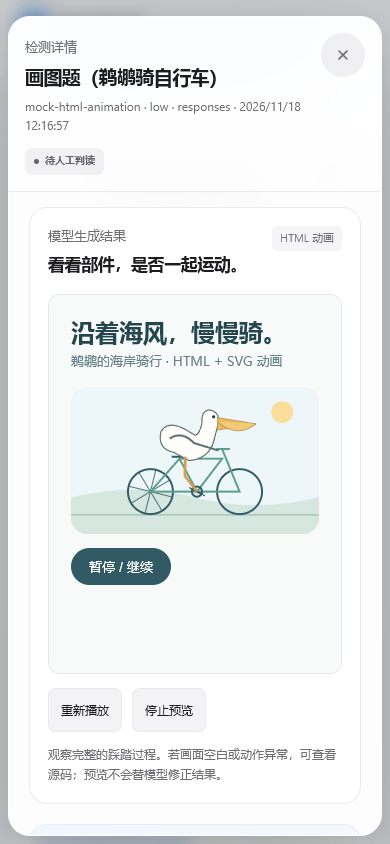 检测详情
画图题（鹈鹕骑自行车）
mock-html-animation · low · responses · 2026/11/18
12:16:57
● 待人工判读
模型生成结果
HTML 动画
看看部件，是否一起运动。
沿着海风，慢慢骑。
鹈鹕的海岸骑行 · HTML + SVG 动画
暂停 / 继续
重新播放
停止预览
观察完整的踩踏过程。若画面空白或动作异常，可查看
源码；预览不会替模型修正结果。